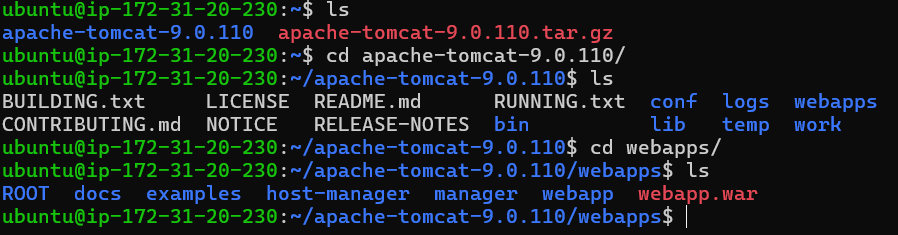 ubuntu@ip-172-31-20-230:~$ ls
apache-tomcat-9.0.110  apache-tomcat-9.0.110.tar.gz
ubuntu@ip-172-31-20-230:~$ cd apache-tomcat-9.0.110/
ubuntu@ip-172-31-20-230:~/apache-tomcat-9.0.110$ ls
BUILDING.txt     LICENSE  README.md      RUNNING.txt  conf  logs  webapps
CONTRIBUTING.md  NOTICE   RELEASE-NOTES  bin          lib   temp  work
ubuntu@ip-172-31-20-230:~/apache-tomcat-9.0.110$ cd webapps/
ubuntu@ip-172-31-20-230:~/apache-tomcat-9.0.110/webapps$ ls
ROOT  docs  examples  host-manager  manager  webapp  webapp.war
ubuntu@ip-172-31-20-230:~/apache-tomcat-9.0.110/webapps$